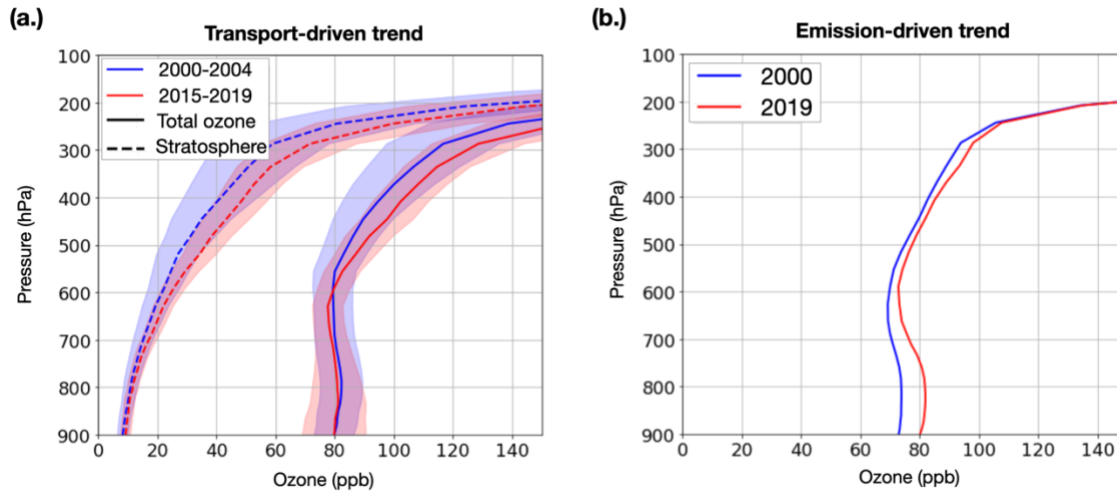 (a.)
Transport-driven trend
100
200
300
400
500
600
700
800
900
Pressure (hPa)
0 20 40 60 80 100 120 140
Ozone (ppb)
2000-2004
2015-2019
Total ozone
Stratosphere
(b.)
Emission-driven trend
100
200
300
400
500
600
700
800
900
Pressure (hPa)
0 20 40 60 80 100 120 140
Ozone (ppb)
2000
2019